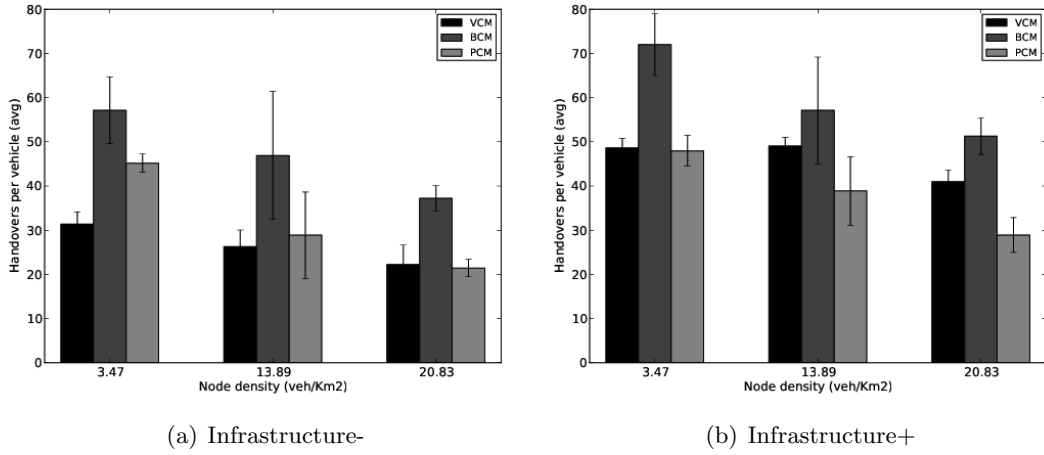 80
70
60
50
40
30
20
10
0
Handovers per vehicle (avg)
VCM
BCM
PCM
3.47
13.89
20.83
Node density (veh/Km2)
(a) Infrastructure-
80
70
60
50
40
30
20
10
0
Handovers per vehicle (avg)
VCM
BCM
PCM
3.47
13.89
20.83
Node density (veh/Km2)
(b) Infrastructure+